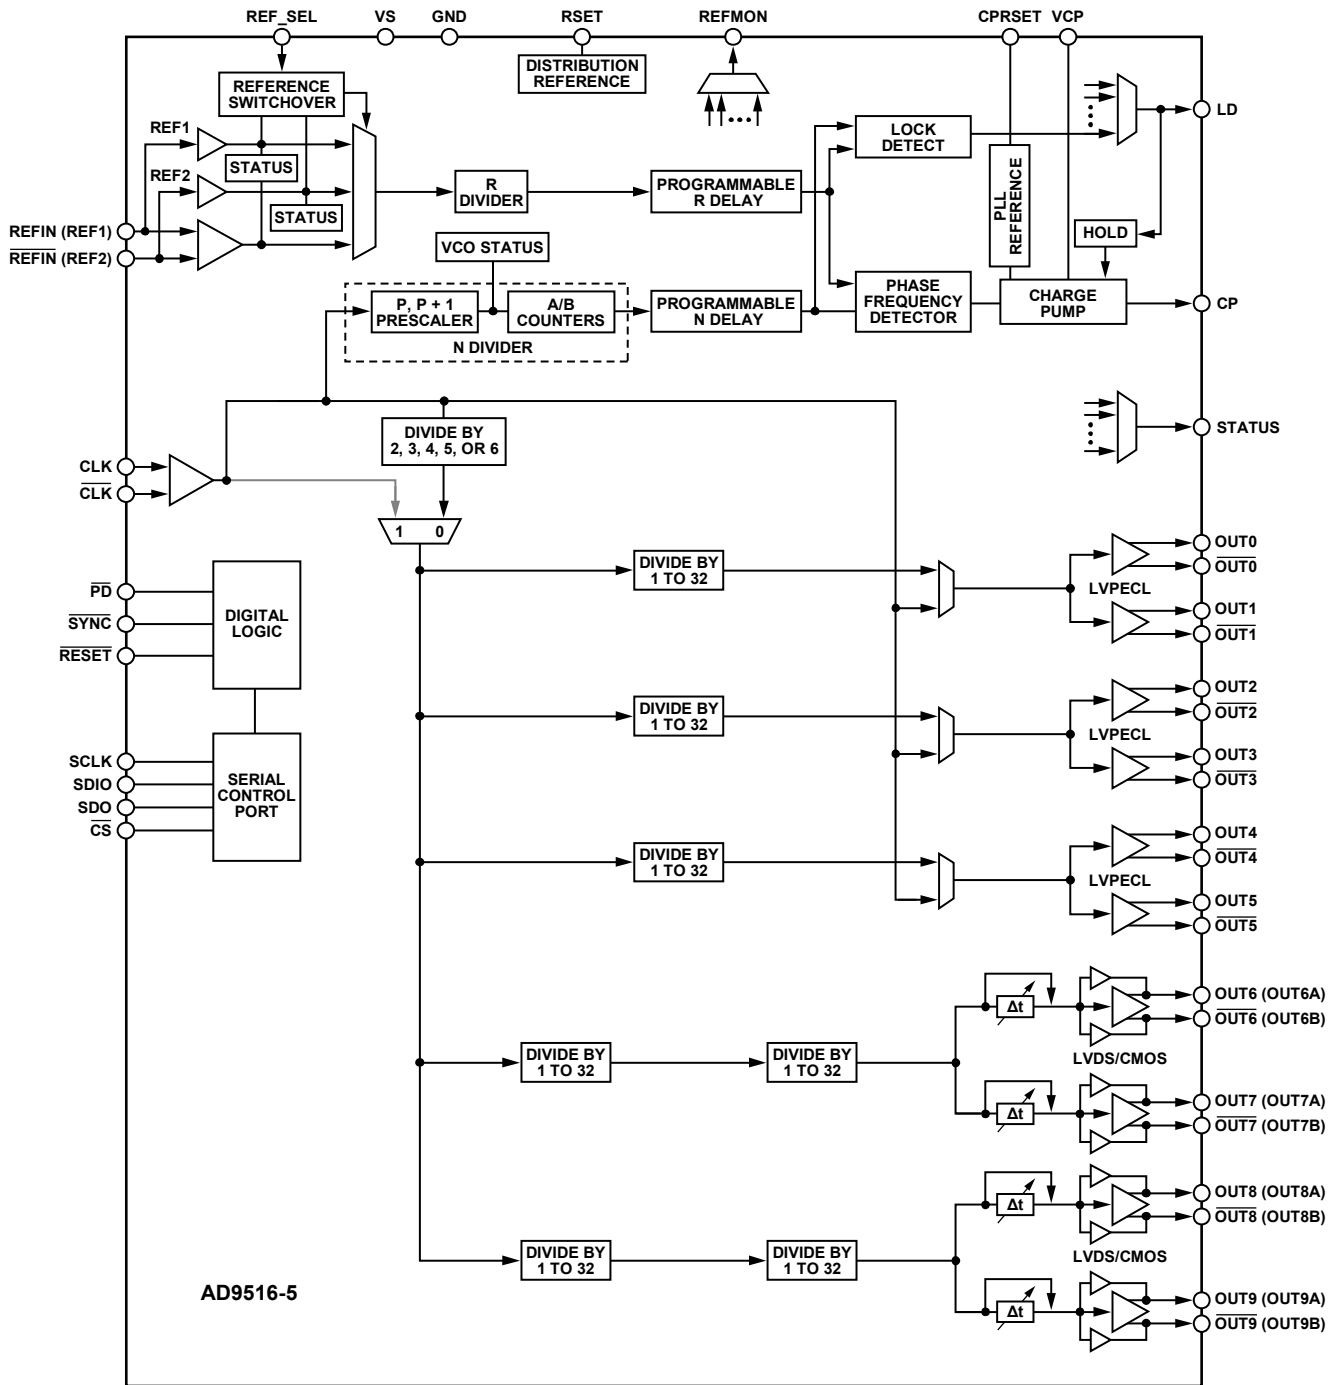 REF_SEL
VS
GND
RSET
REFMON
CPRSET
VCP
DISTRIBUTION
REFERENCE
REFERENCE
SWITCHOVER
REF1
STATUS
REF2
STATUS
R
DIVIDER
PROGRAMMABLE
R DELAY
LOCK
DETECT
LD
PLL
REFERENCE
HOLD
REFIN (REF1)
REFIN (REF2)
VCO STATUS
P, P + 1
PRESCALER
A/B
COUNTERS
N DIVIDER
PROGRAMMABLE
N DELAY
PHASE
FREQUENCY
DETECTOR
CHARGE
PUMP
CP
DIVIDE BY
2, 3, 4, 5, OR 6
STATUS
CLK
CLK
1 0
PD
SYNC
RESET
DIGITAL
LOGIC
SCLK
SDIO
SDO
CS
SERIAL
CONTROL
PORT
DIVIDE BY
1 TO 32
LVPECL
OUT0
OUT0
OUT1
OUT1
DIVIDE BY
1 TO 32
LVPECL
OUT2
OUT2
OUT3
OUT3
DIVIDE BY
1 TO 32
LVPECL
OUT4
OUT4
OUT5
OUT5
DIVIDE BY
1 TO 32
DIVIDE BY
1 TO 32
Δt
Δt
LVDS/CMOS
OUT6 (OUT6A)
OUT6 (OUT6B)
OUT7 (OUT7A)
OUT7 (OUT7B)
DIVIDE BY
1 TO 32
DIVIDE BY
1 TO 32
Δt
Δt
LVDS/CMOS
OUT8 (OUT8A)
OUT8 (OUT8B)
OUT9 (OUT9A)
OUT9 (OUT9B)
AD9516-5